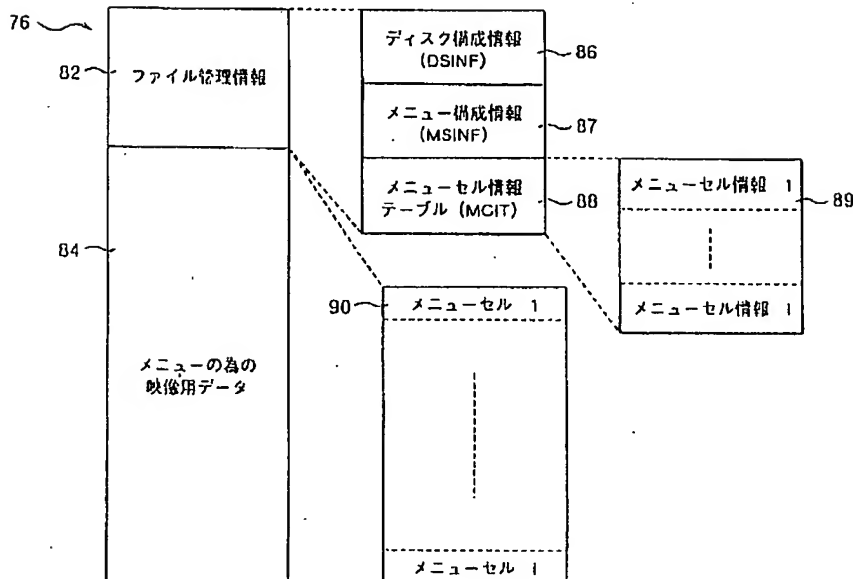 76
82
ファイル管理情報
84
メニューの為の
映像用データ
ディスク構成情報
(DSINF)
86
メニュー構成情報
(MSINF)
87
メニューセル情報
テーブル (MCIT)
88
メニューセル情報 1
89
メニューセル情報 i
90
メニューセル 1
メニューセル i